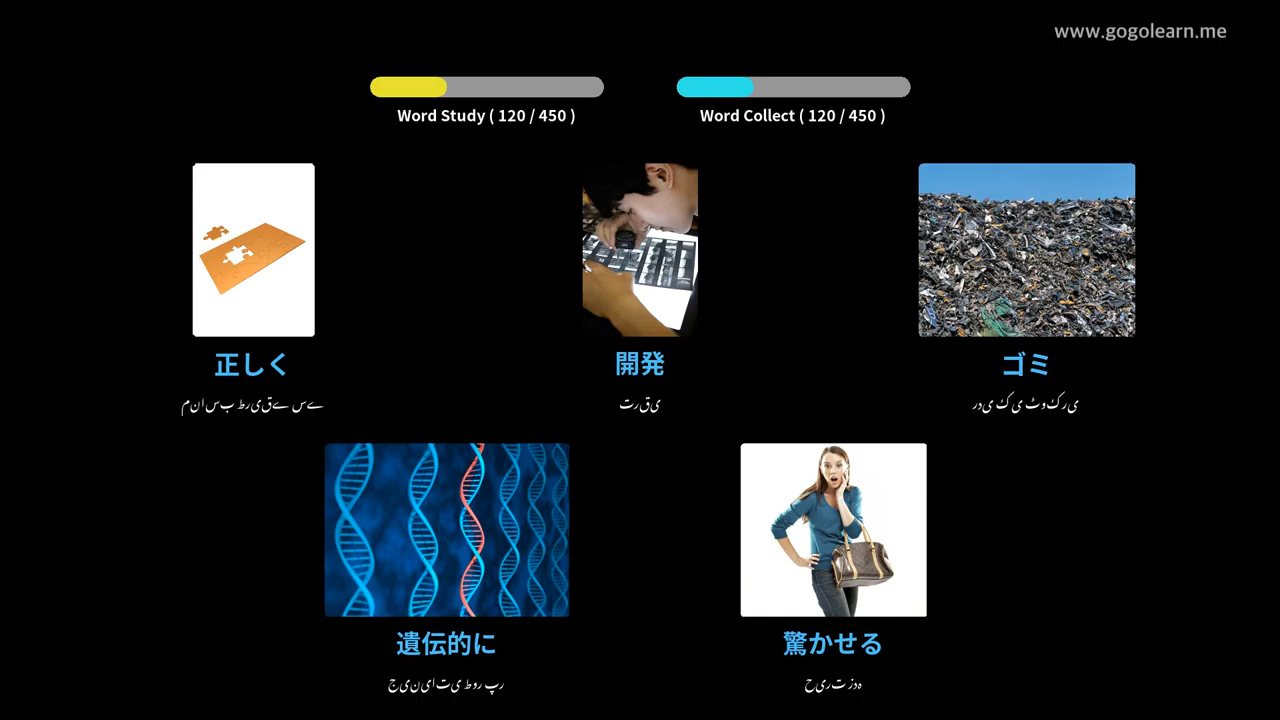 www.gogolearn.me
Word Study ( 120 / 450 )
Word Collect ( 120 / 450 )
正しく
開発
ゴミ
مناسب طریقے سے
ترقی
ردی کی ٹوکری
遺伝的に
驚かせる
جینیاتی طور پر
حیرت زدہ